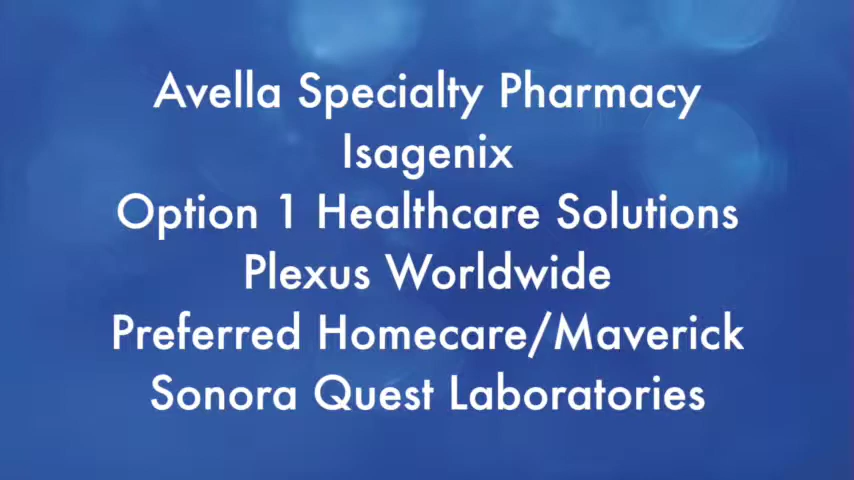 Avella Specialty Pharmacy
Isagenix
Option 1 Healthcare Solutions
Plexus Worldwide
Preferred Homecare/Maverick
Sonora Quest Laboratories